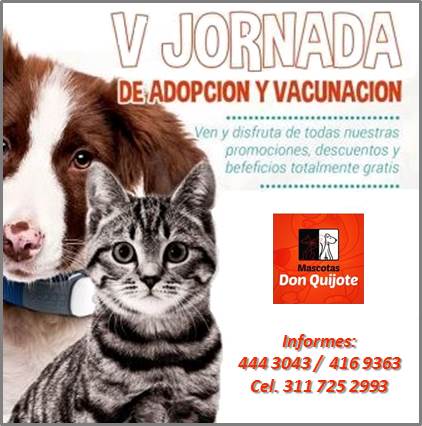 V JORNADA
DE ADOPCION Y VACUNACION
Ven y disfruta de todas nuestras
promociones, descuentos y
befeficios totalmente gratis
Mascotas
Don Quijote
Informes:
444 3043 / 416 9363
Cel. 311 725 2993